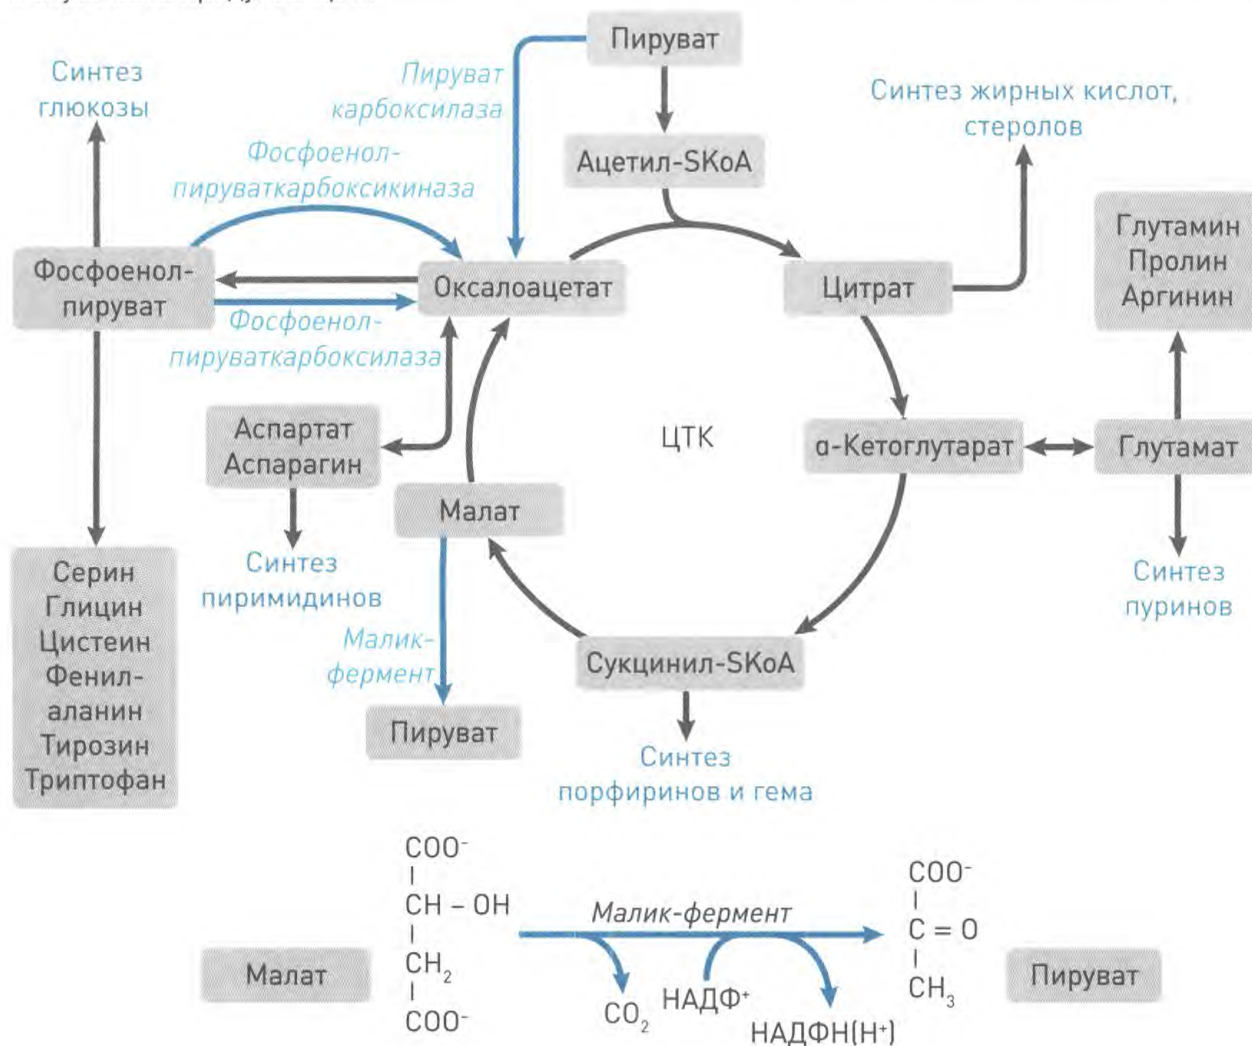 Пируват
Синтез
глюкозы
Пируват
карбоксилаза
Синтез жирных кислот,
стеролов
Ацетил-SКоА
Фосфоенол-
пируваткарбоксикиназа
Глутамин
Пролин
Аргинин
Фосфоенол-
пируват
Оксалоацетат
Цитрат
Фосфоенол-
пируваткарбоксилаза
Аспартат
Аспарагин
ЦТК
α-Кетоглутарат
Глутамат
Малат
Синтез
пиримидинов
Синтез
пуринов
Серин
Глицин
Цистеин
Фенил-
аланин
Тирозин
Триптофан
Малик-
фермент
Сукцинил-SКоА
Пируват
Синтез
порфиринов и гема
COO⁻
CH – OH
CH₂
COO⁻
Малат
Малик-фермент
CO₂
НАДФ⁺
НАДФН(Н⁺)
COO⁻
C = O
CH₃
Пируват